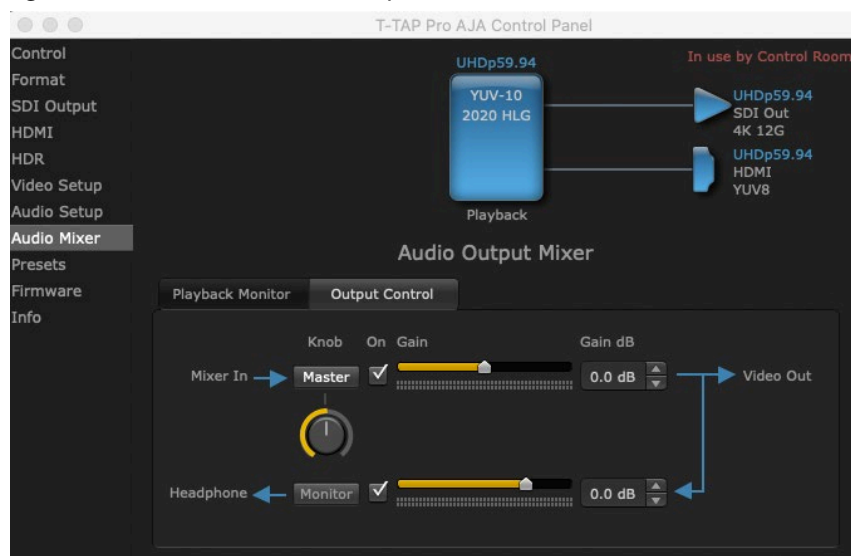 T-TAP Pro AJA Control Panel
Control
Format
SDI Output
HDMI
HDR
Video Setup
Audio Setup
Audio Mixer
Presets
Firmware
Info
UHDp59.94
YUV-10
2020 HLG
Playback
In use by Control Room
UHDp59.94
SDI Out
4K 12G
UHDp59.94
HDMI
YUV8
Audio Output Mixer
Playback Monitor Output Control
Knob On Gain Gain dB
Mixer In Master 0.0 dB Video Out
Headphone Monitor 0.0 dB